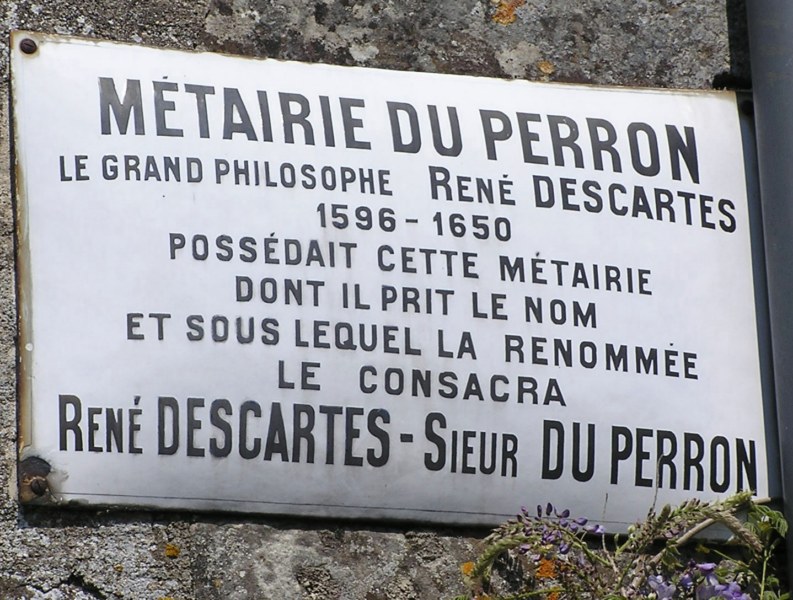 MÉTAIRIE DU PERRON
LE GRAND PHILOSOPHE RENÉ DESCARTES
1596 - 1650
POSSÉDAIT CETTE MÉTAIRIE
DONT IL PRIT LE NOM
ET SOUS LEQUEL LA RENOMMÉE
LE CONSACRA
RENÉ DESCARTES - SIEUR DU PERRON